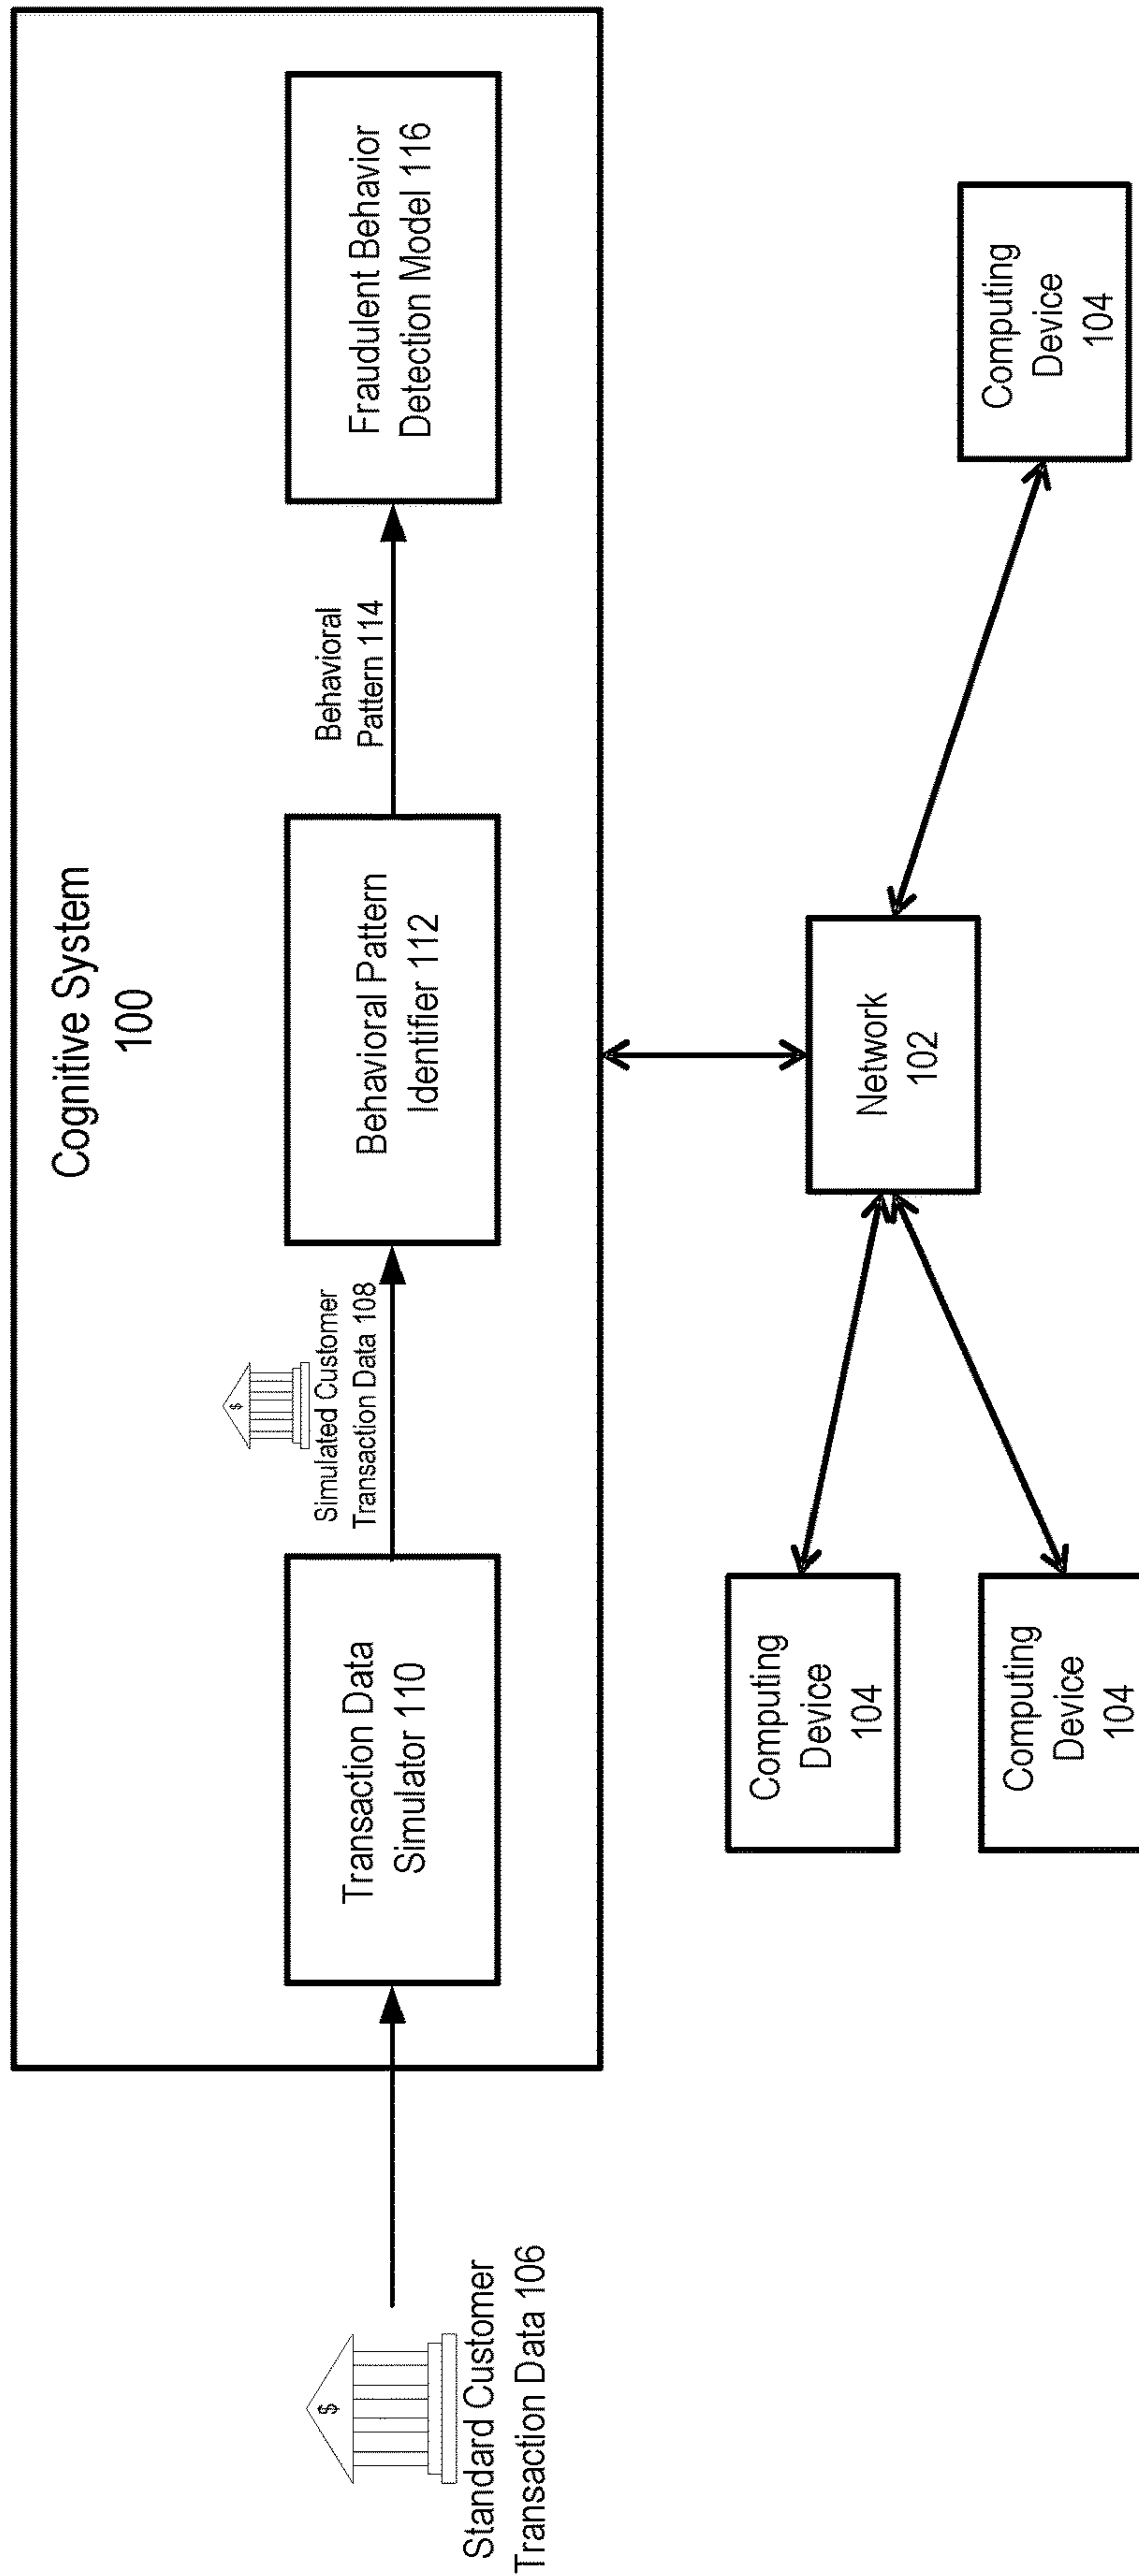 Cognitive System
100
$
Standard Customer
Transaction Data 106
Transaction Data
Simulator 110
$
Simulated Customer
Transaction Data 108
Behavioral Pattern
Identifier 112
Behavioral
Pattern 114
Fraudulent Behavior
Detection Model 116
Network
102
Computing
Device
104
Computing
Device
104
Computing
Device
104